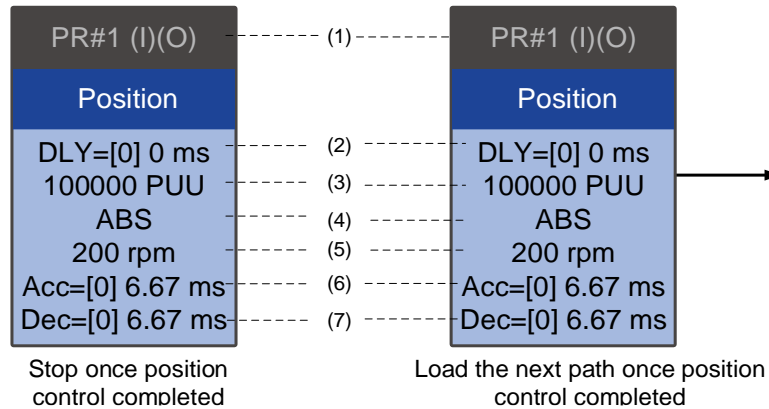 PR#1 (I)(O)
(1)
PR#1 (I)(O)
Position
Position
DLY=[0] 0 ms
(2)
DLY=[0] 0 ms
100000 PUU
(3)
100000 PUU
ABS
(4)
ABS
200 rpm
(5)
200 rpm
Acc=[0] 6.67 ms
(6)
Acc=[0] 6.67 ms
Dec=[0] 6.67 ms
(7)
Dec=[0] 6.67 ms
Stop once position
control completed
Load the next path once position
control completed